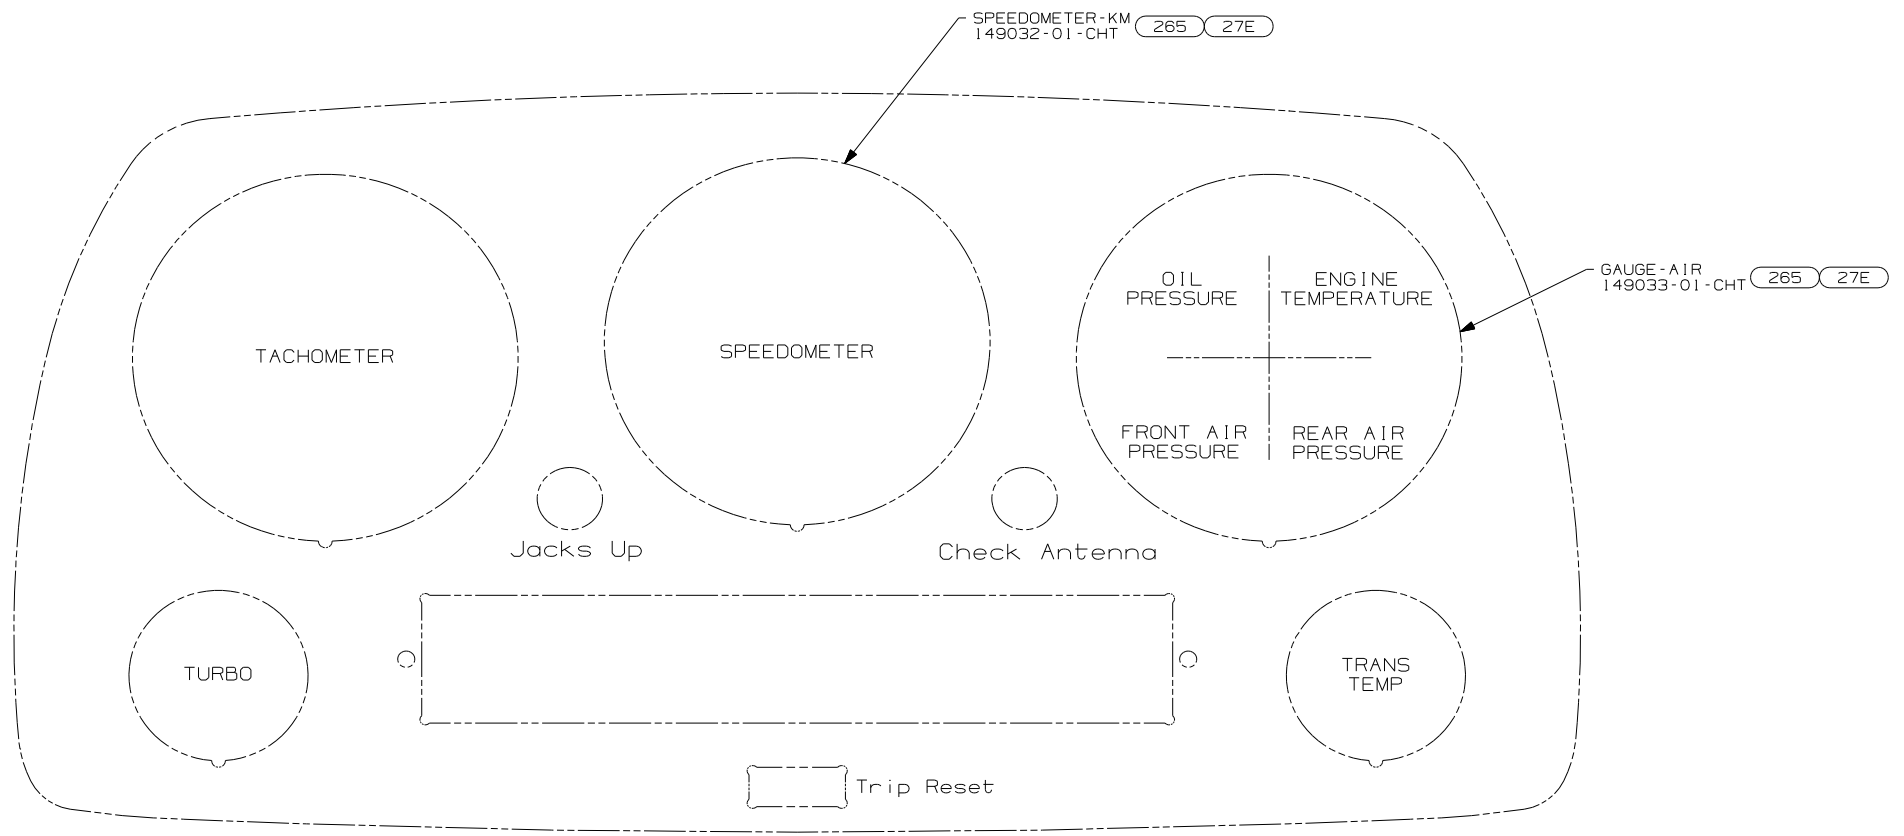 SPEEDOMETER-KM
149032-01-CHT 265 27E
GAUGE-AIR
149033-01-CHT 265 27E
OIL
PRESSURE
ENGINE
TEMPERATURE
TACHOMETER
SPEEDOMETER
FRONT AIR
PRESSURE
REAR AIR
PRESSURE
Jacks Up
Check Antenna
TURBO
TRANS
TEMP
Trip Reset